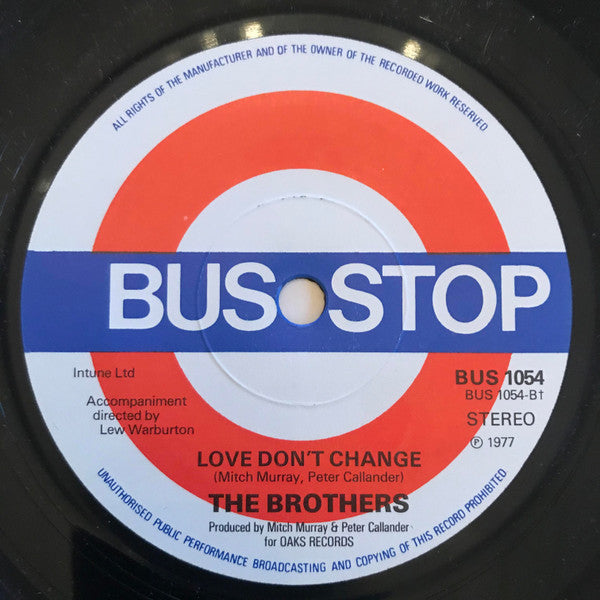 ALL RIGHTS OF THE MANUFACTURER AND OF THE OWNER OF THE RECORDED WORK RESERVED
BUS STOP
Intune Ltd
Accompaniment
directed by
Lew Warburton
BUS 1054
BUS 1054-B†
STEREO
℗ 1977
LOVE DON'T CHANGE
(Mitch Murray, Peter Callander)
THE BROTHERS
Produced by Mitch Murray & Peter Callander
for OAKS RECORDS
UNAUTHORISED PUBLIC PERFORMANCE BROADCASTING AND COPYING OF THIS RECORD PROHIBITED